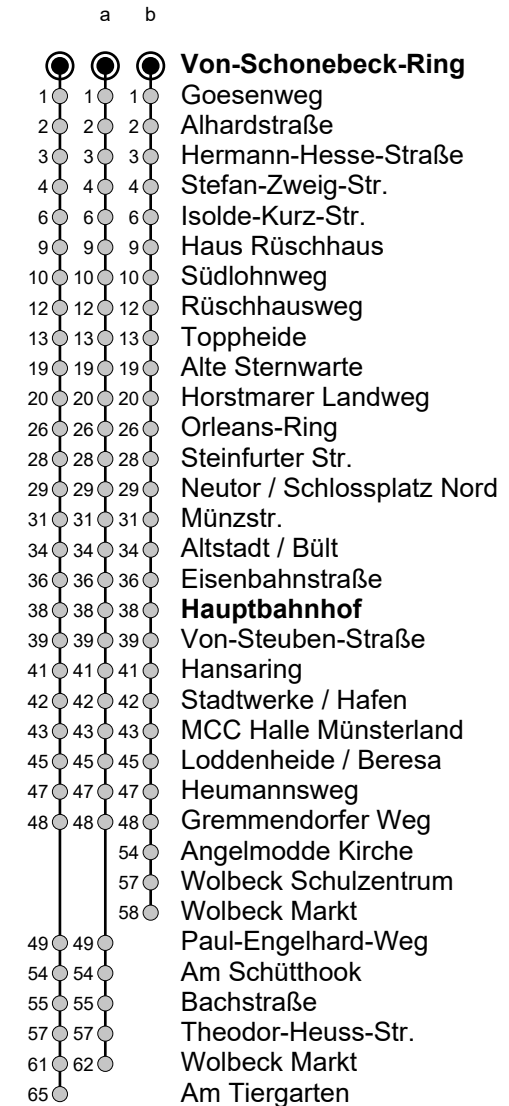 a b
Von-Schonebeck-Ring
1 1 1 Goesenweg
2 2 2 Alhardstraße
3 3 3 Hermann-Hesse-Straße
4 4 4 Stefan-Zweig-Str.
6 6 6 Isolde-Kurz-Str.
9 9 9 Haus Rüschhaus
10 10 10 Südlohnweg
12 12 12 Rüschhausweg
13 13 13 Toppheide
19 19 19 Alte Sternwarte
20 20 20 Horstmarer Landweg
26 26 26 Orleans-Ring
28 28 28 Steinfurter Str.
29 29 29 Neutor / Schlossplatz Nord
31 31 31 Münzstr.
34 34 34 Altstadt / Bült
36 36 36 Eisenbahnstraße
38 38 38 Hauptbahnhof
39 39 39 Von-Steuben-Straße
41 41 41 Hansaring
42 42 42 Stadtwerke / Hafen
43 43 43 MCC Halle Münsterland
45 45 45 Loddenheide / Beresa
47 47 47 Heumannsweg
48 48 48 Gremmendorfer Weg
54 Angelmodde Kirche
57 Wolbeck Schulzentrum
58 Wolbeck Markt
49 49 Paul-Engelhard-Weg
54 54 Am Schütthook
55 55 Bachstraße
57 57 Theodor-Heuss-Str.
61 62 Wolbeck Markt
65 Am Tiergarten